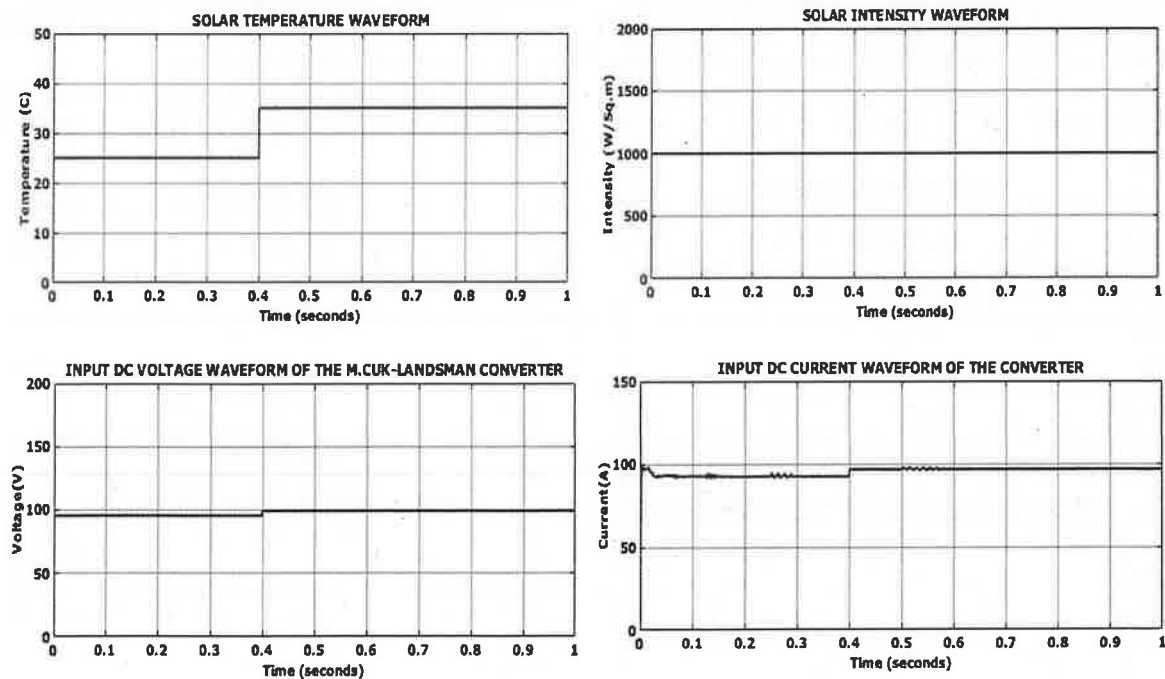 SOLAR TEMPERATURE WAVEFORM
50
40
30
20
10
0
Temperature (C)
0 0.1 0.2 0.3 0.4 0.5 0.6 0.7 0.8 0.9 1
Time (seconds)
SOLAR INTENSITY WAVEFORM
2000
1500
1000
500
0
Intensity (W/Sq.m)
0 0.1 0.2 0.3 0.4 0.5 0.6 0.7 0.8 0.9 1
Time (seconds)
INPUT DC VOLTAGE WAVEFORM OF THE M.CUK-LANDSMAN CONVERTER
200
150
100
50
0
Voltage(V)
0 0.1 0.2 0.3 0.4 0.5 0.6 0.7 0.8 0.9 1
Time (seconds)
INPUT DC CURRENT WAVEFORM OF THE CONVERTER
150
100
50
0
Current(A)
0 0.1 0.2 0.3 0.4 0.5 0.6 0.7 0.8 0.9 1
Time (seconds)